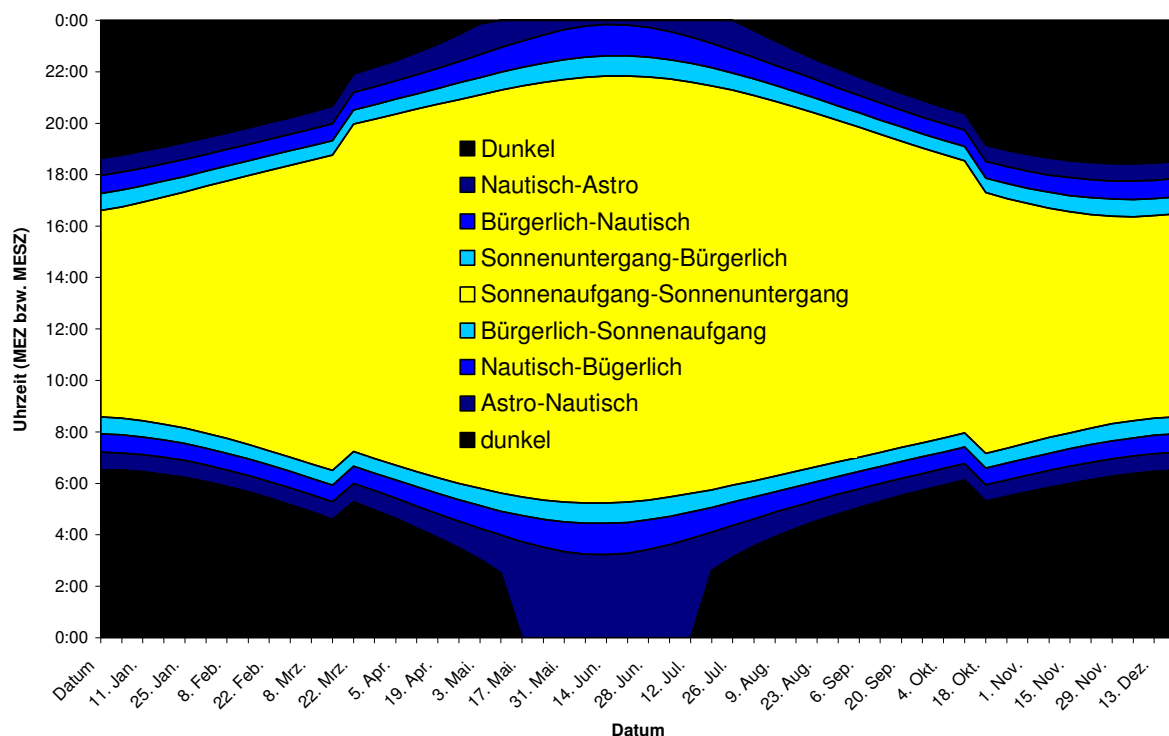 0:00
22:00
20:00
18:00
16:00
14:00
12:00
10:00
8:00
6:00
4:00
2:00
0:00
Uhrzeit (MEZ bzw. MESZ)
Dunkel
Nautisch-Astro
Bürgerlich-Nautisch
Sonnenuntergang-Bürgerlich
Sonnenaufgang-Sonnenuntergang
Bürgerlich-Sonnenaufgang
Nautisch-Bügerlich
Astro-Nautisch
dunkel
Datum
11. Jan.
25. Jan.
8. Feb.
22. Feb.
8. Mrz.
22. Mrz.
5. Apr.
19. Apr.
3. Mai.
17. Mai.
31. Mai.
14. Jun.
28. Jun.
12. Jul.
26. Jul.
9. Aug.
23. Aug.
6. Sep.
20. Sep.
4. Okt.
18. Okt.
1. Nov.
15. Nov.
29. Nov.
13. Dez.
Datum